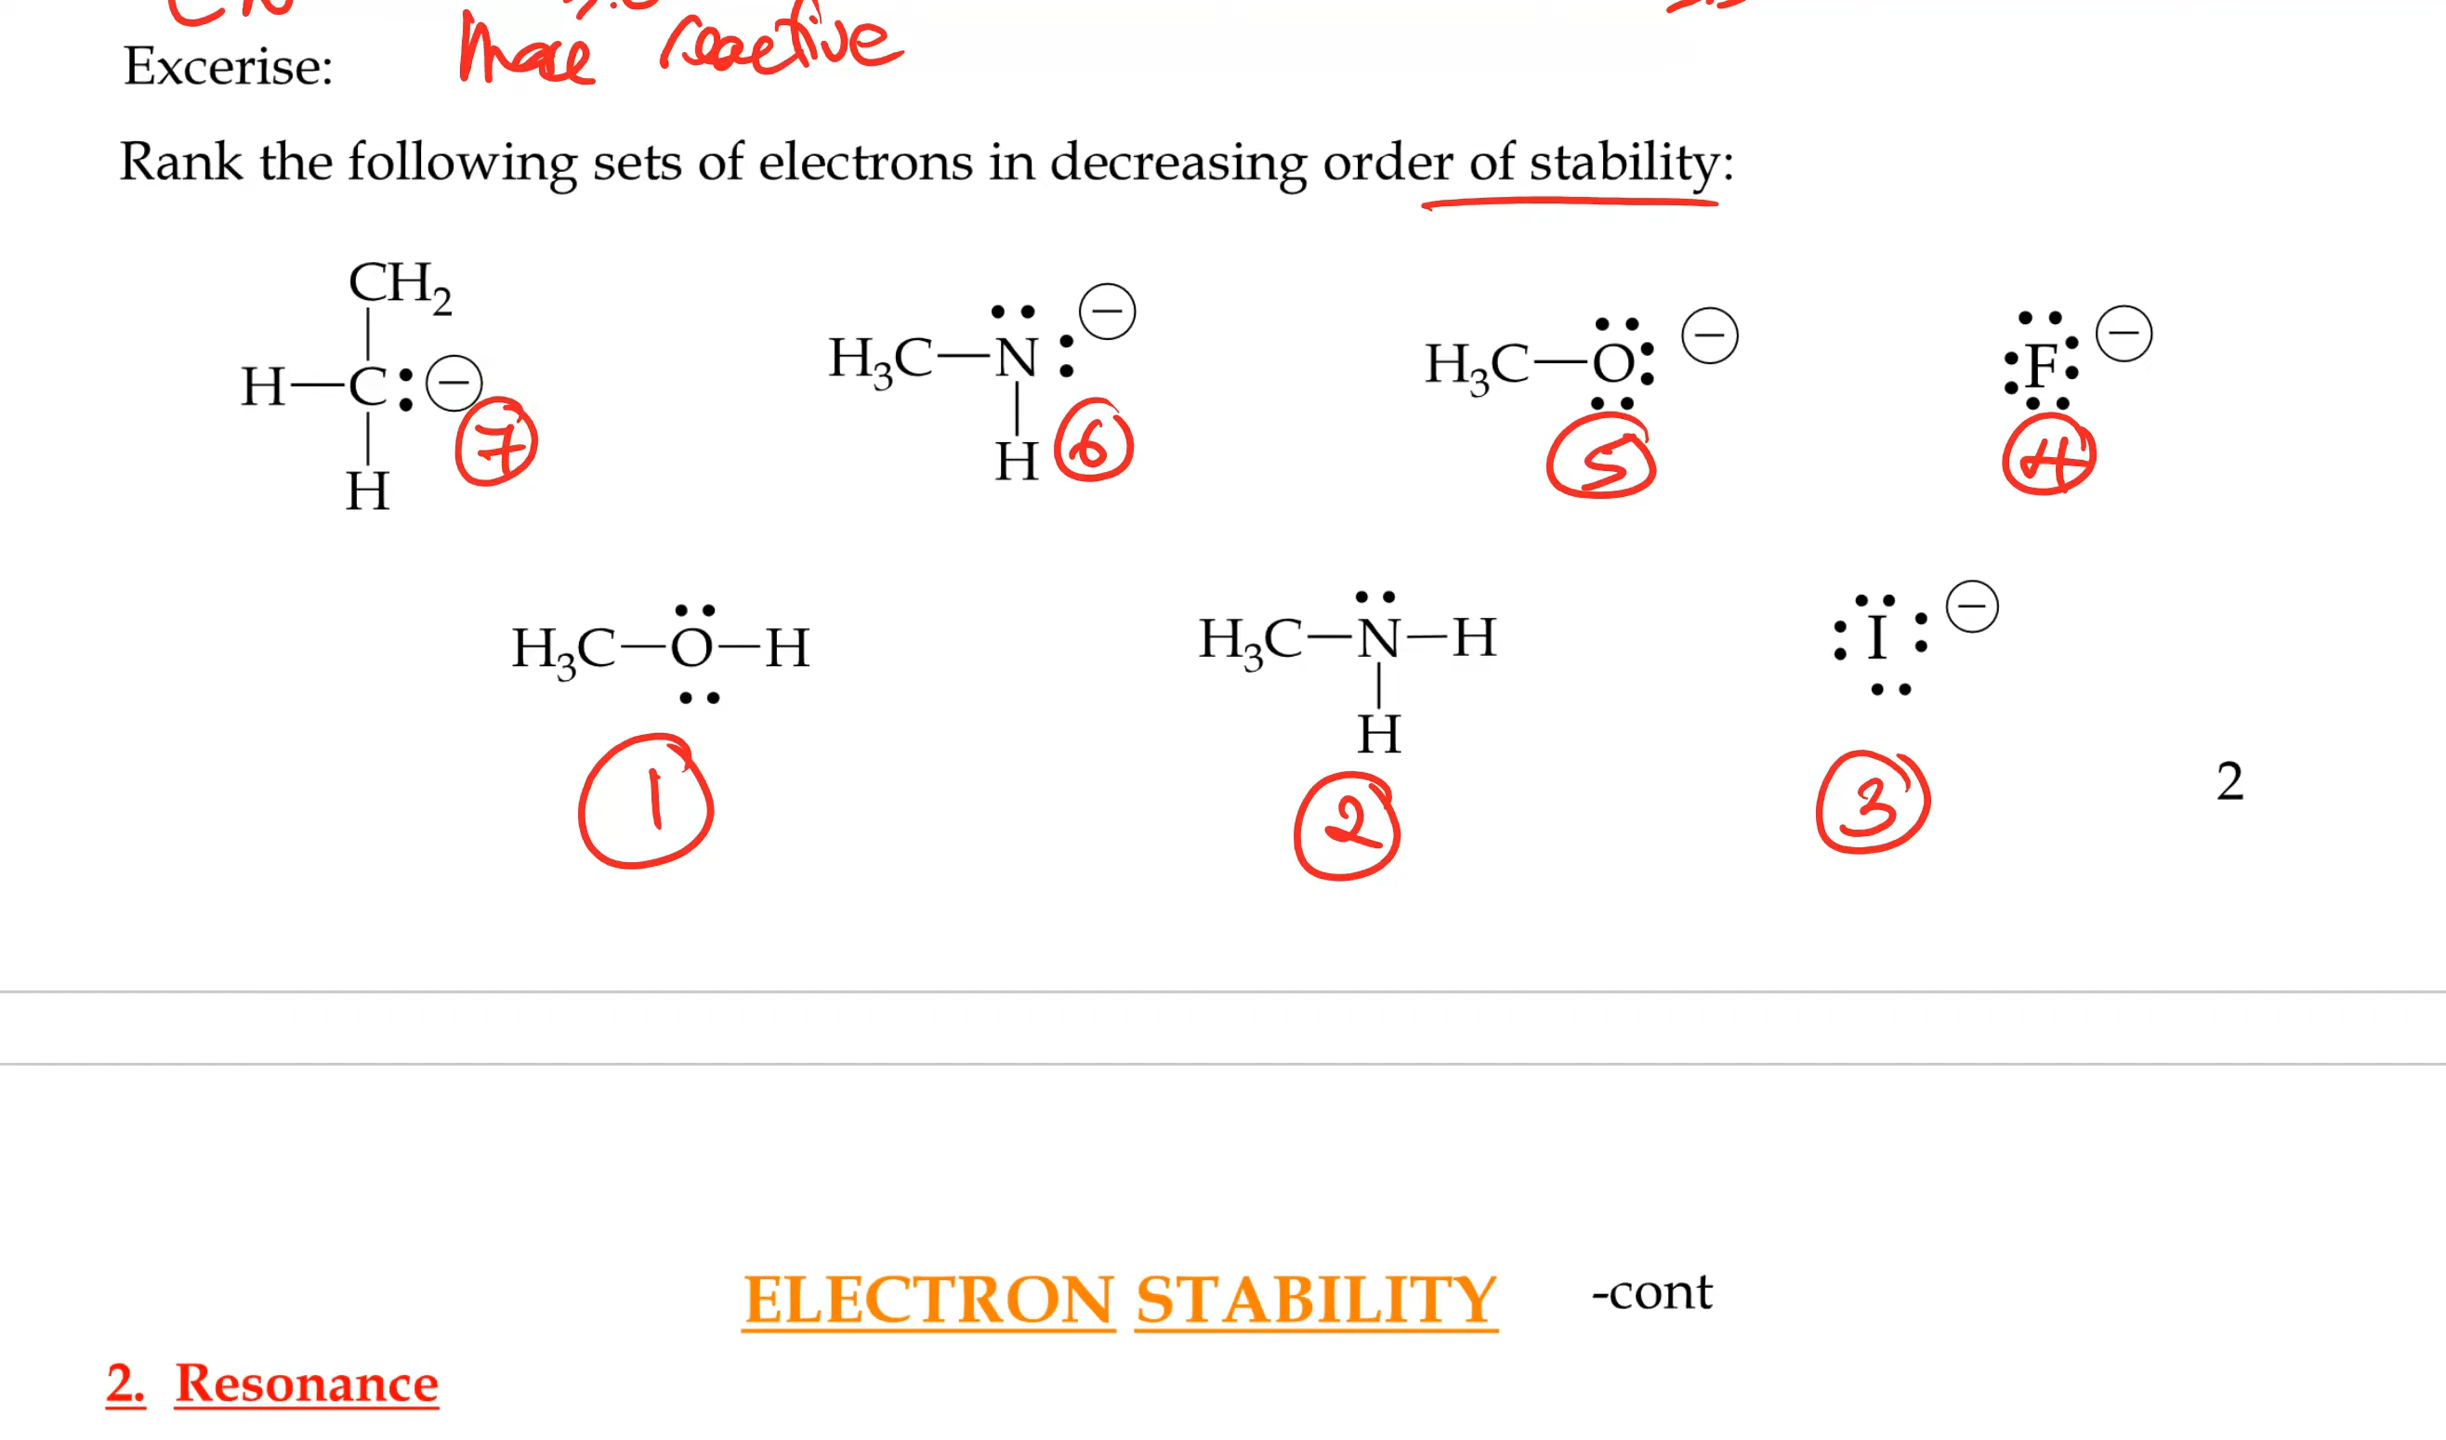 more reactive
Excerise:
Rank the following sets of electrons in decreasing order of stability:
CH₂
H—C:⊖
H
7
H₃C—N:⊖
H
6
H₃C—O:⊖
5
:F:⊖
4
H₃C—O—H
1
H₃C—N—H
H
2
:I:⊖
3
2
ELECTRON STABILITY -cont
2. Resonance